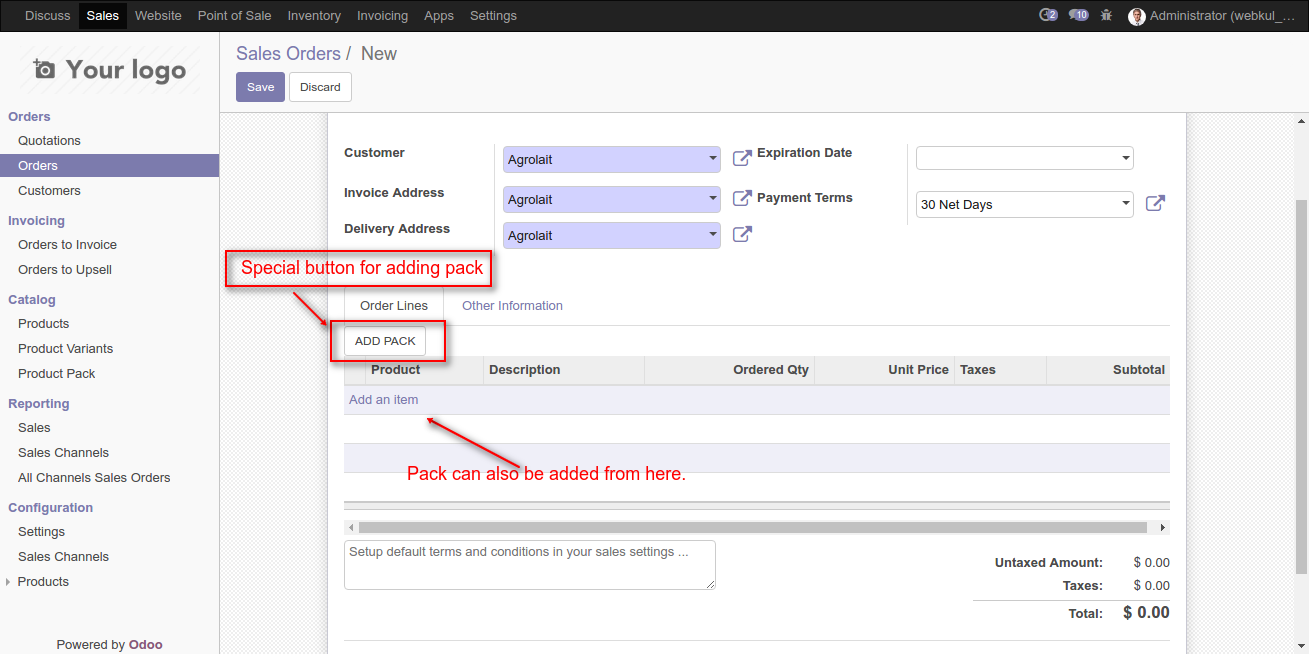 Discuss Sales Website Point of Sale Inventory Invoicing Apps Settings 2 10 Administrator (webkul_...
Your logo
Orders
Quotations
Orders
Customers
Invoicing
Orders to Invoice
Orders to Upsell
Catalog
Products
Product Variants
Product Pack
Reporting
Sales
Sales Channels
All Channels Sales Orders
Configuration
Settings
Sales Channels
Products
Powered by Odoo
Sales Orders / New
Save Discard
Customer Agrolait Expiration Date
Invoice Address Agrolait Payment Terms 30 Net Days
Delivery Address Agrolait
Special button for adding pack
Order Lines Other Information
ADD PACK
Product Description Ordered Qty Unit Price Taxes Subtotal
Add an item
Pack can also be added from here.
Setup default terms and conditions in your sales settings ...
Untaxed Amount: $ 0.00
Taxes: $ 0.00
Total: $ 0.00